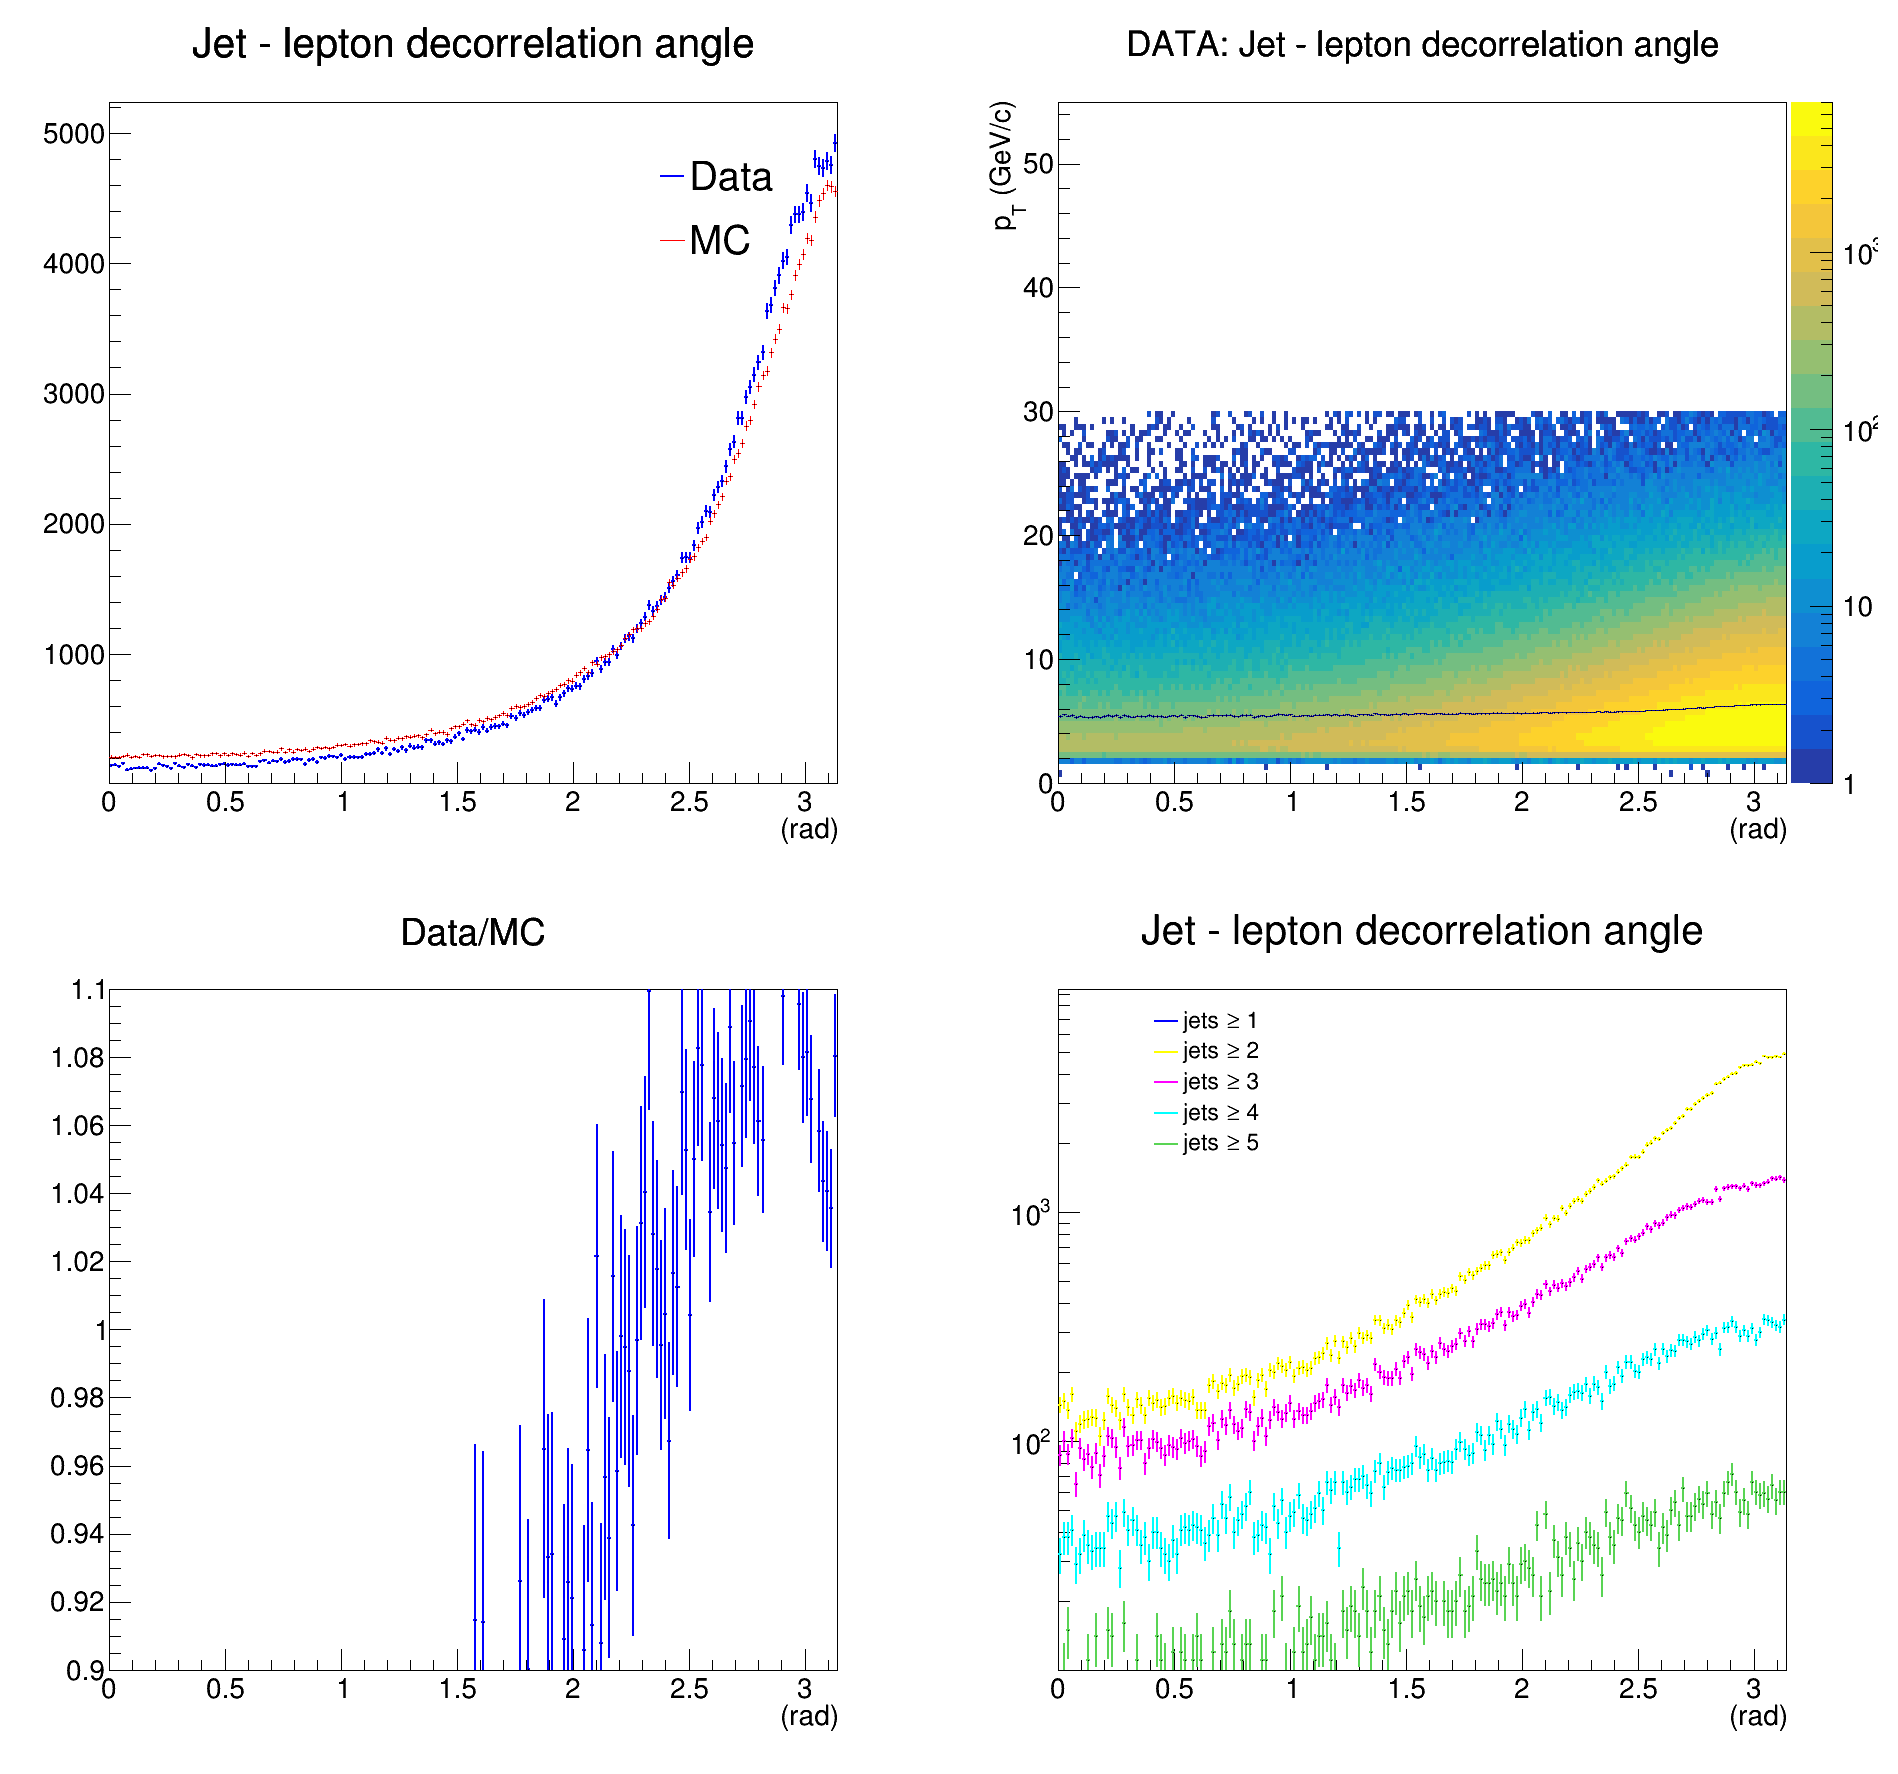 Jet - lepton decorrelation angle
5000
4000
3000
2000
1000
Data
MC
0 0.5 1 1.5 2 2.5 3
(rad)
DATA: Jet - lepton decorrelation angle
p_T (GeV/c)
50
40
30
20
10
0
0 0.5 1 1.5 2 2.5 3
(rad)
10³
10²
10
1
Data/MC
1.1
1.08
1.06
1.04
1.02
1
0.98
0.96
0.94
0.92
0.9
0 0.5 1 1.5 2 2.5 3
(rad)
Jet - lepton decorrelation angle
jets ≥ 1
jets ≥ 2
jets ≥ 3
jets ≥ 4
jets ≥ 5
10³
10²
0 0.5 1 1.5 2 2.5 3
(rad)